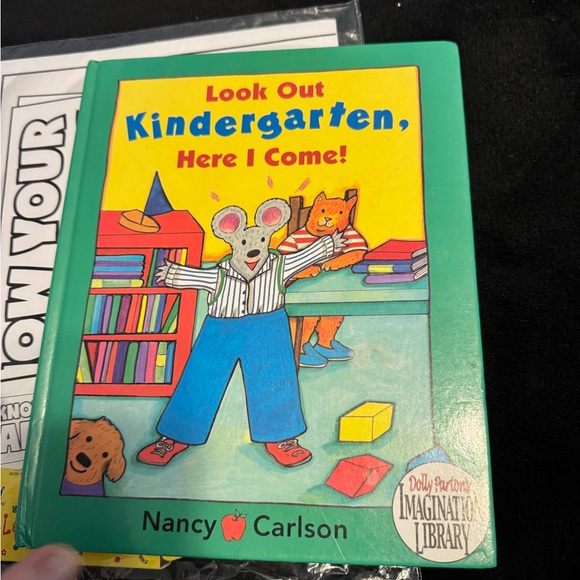 Look Out
Kindergarten,
Here I Come!
Nancy Carlson
Dolly Parton's
IMAGINATION
LIBRARY
OW YOUR